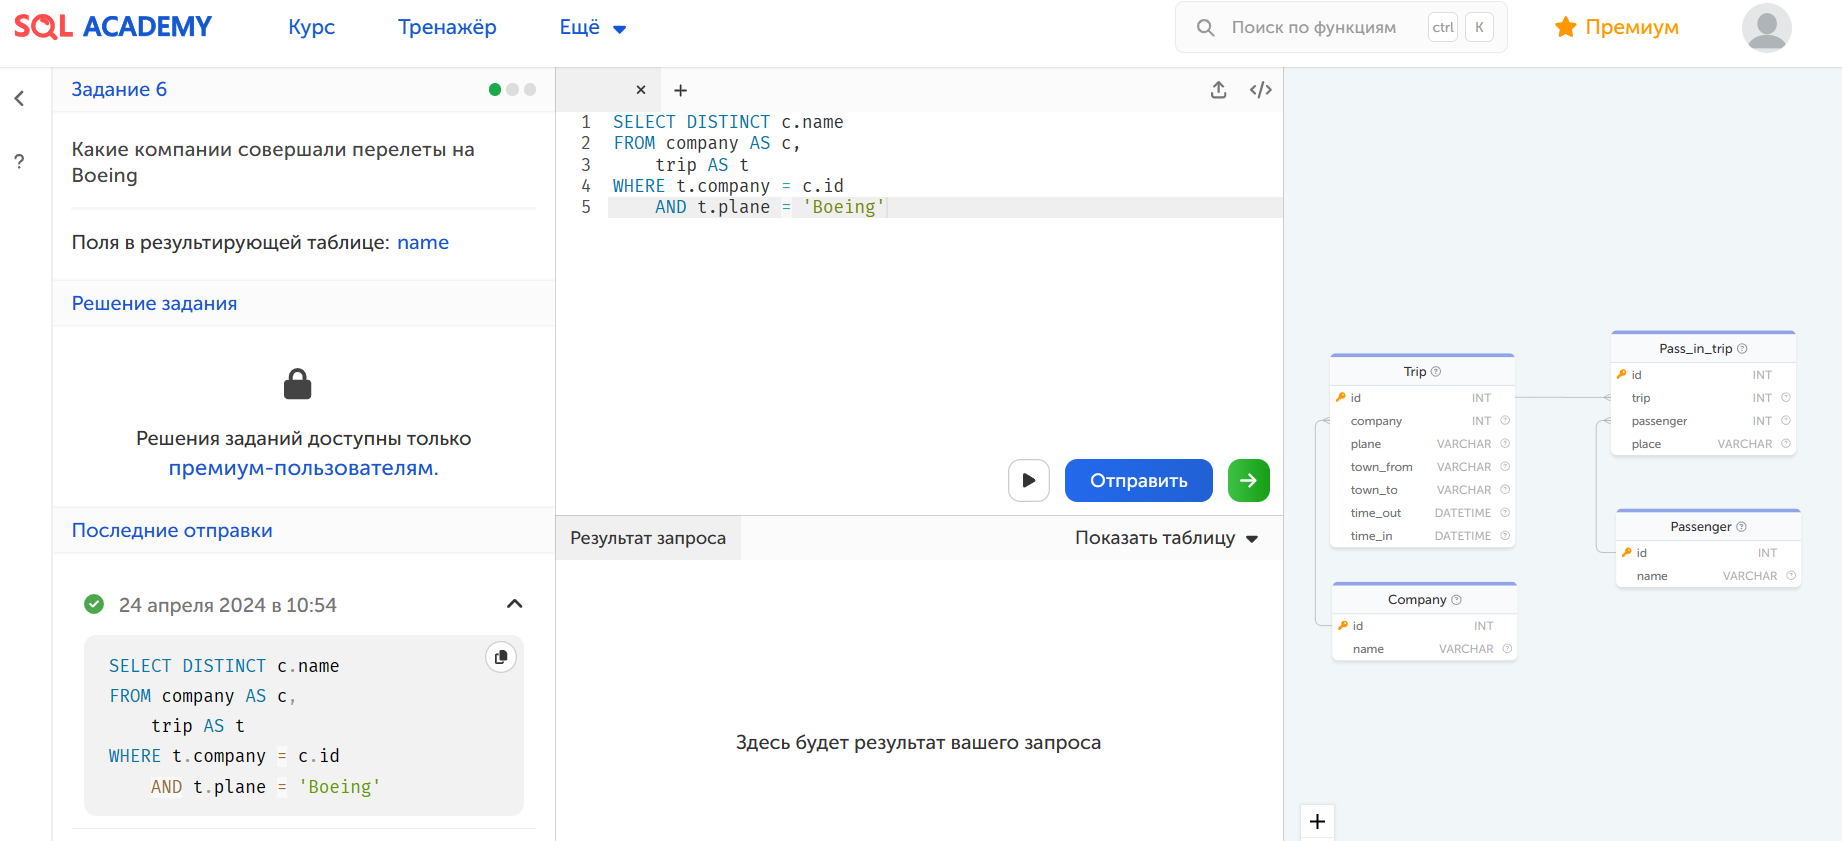 SQL ACADEMY
Курс
Тренажёр
Ещё
Поиск по функциям
ctrl
K
Премиум
Задание 6
?
Какие компании совершали перелеты на
Boeing
Поля в результирующей таблице: name
Решение задания
Решения заданий доступны только
премиум-пользователям.
Последние отправки
24 апреля 2024 в 10:54
SELECT DISTINCT c.name
FROM company AS c,
trip AS t
WHERE t.company = c.id
AND t.plane = 'Boeing'
1 SELECT DISTINCT c.name
2 FROM company AS c,
3 trip AS t
4 WHERE t.company = c.id
5 AND t.plane = 'Boeing'
Отправить
Результат запроса
Показать таблицу
Здесь будет результат вашего запроса
Trip
id INT
company INT
plane VARCHAR
town_from VARCHAR
town_to VARCHAR
time_out DATETIME
time_in DATETIME
Company
id INT
name VARCHAR
Pass_in_trip
id INT
trip INT
passenger INT
place VARCHAR
Passenger
id INT
name VARCHAR